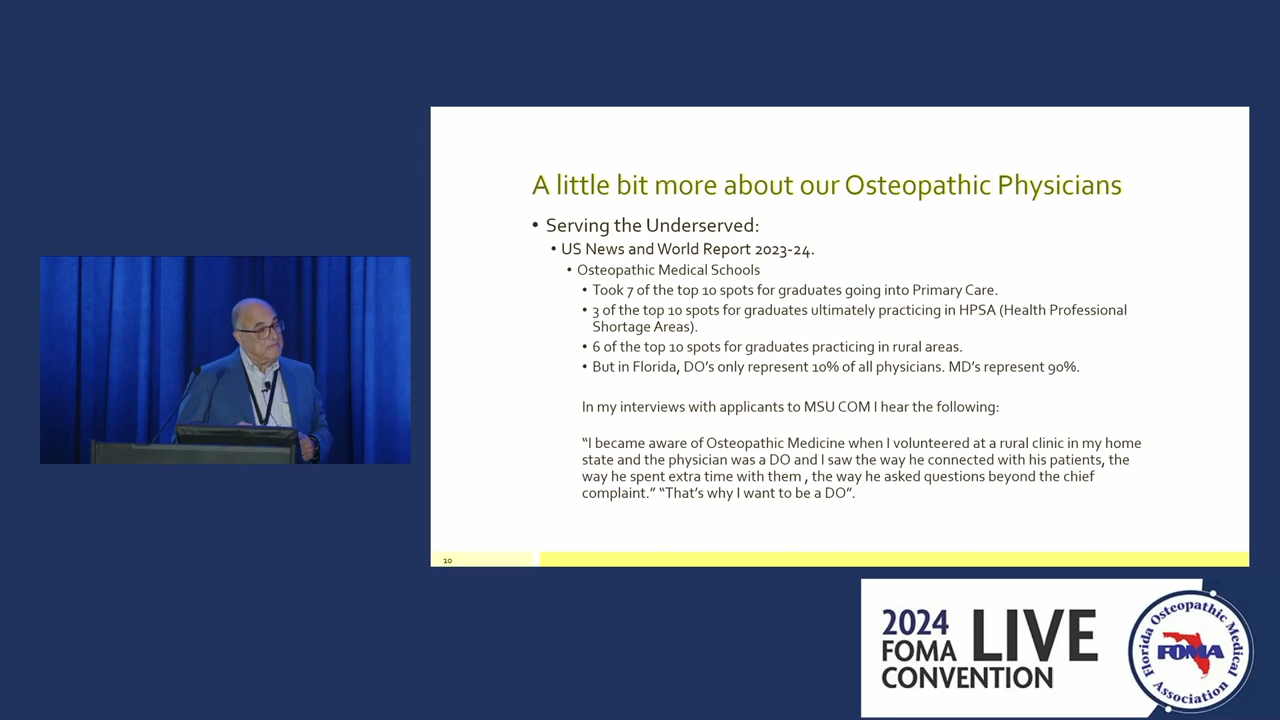 A little bit more about our Osteopathic Physicians
• Serving the Underserved:
• US News and World Report 2023-24.
• Osteopathic Medical Schools
• Took 7 of the top 10 spots for graduates going into Primary Care.
• 3 of the top 10 spots for graduates ultimately practicing in HPSA (Health Professional
Shortage Areas).
• 6 of the top 10 spots for graduates practicing in rural areas.
• But in Florida, DO’s only represent 10% of all physicians. MD’s represent 90%.
In my interviews with applicants to MSU COM I hear the following:
“I became aware of Osteopathic Medicine when I volunteered at a rural clinic in my home
state and the physician was a DO and I saw the way he connected with his patients, the
way he spent extra time with them , the way he asked questions beyond the chief
complaint.” “That’s why I want to be a DO”.
10
2024
FOMA
LIVE
CONVENTION
Florida Osteopathic Medical
FOMA
Association